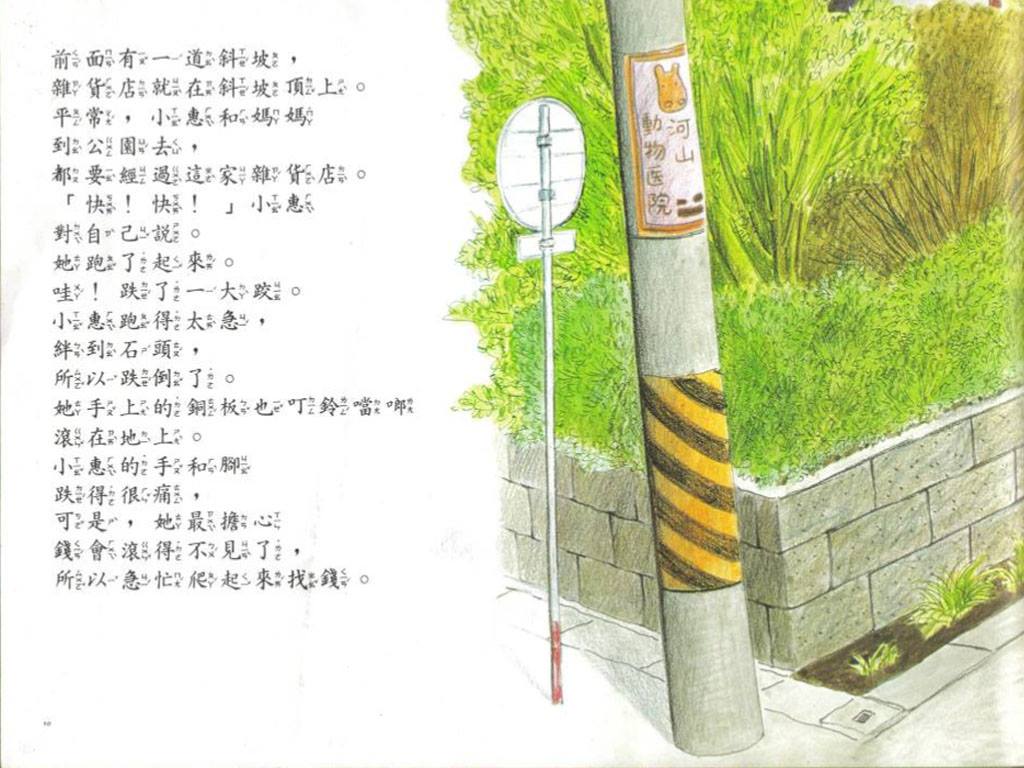 前面有一道斜坡，
雜貨店就在斜坡頂上。
平常，小惠和媽媽
到公園去，
都要經過這家雜貨店。
「快！快！」小惠
對自己說。
她跑了起來。
哇！跌了一大跤。
小惠跑得太急，
絆到石頭，
所以跌倒了。
她手上的銅板也叮鈴噹啷
滾在地上。
小惠的手和腳
跌得很痛，
可是，她最擔心
錢會滾得不見了，
所以急忙爬起來找錢。
河山
動物医院
10